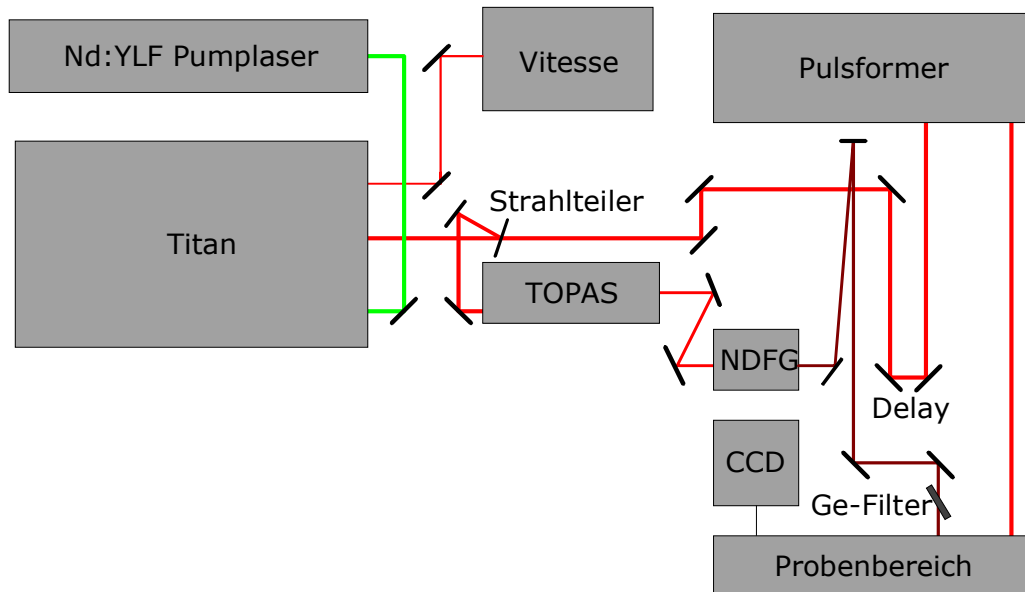 Nd:YLF Pumplaser
Vitesse
Pulsformer
Strahlteiler
Titan
TOPAS
NDFG
Delay
CCD
Ge-Filter
Probenbereich